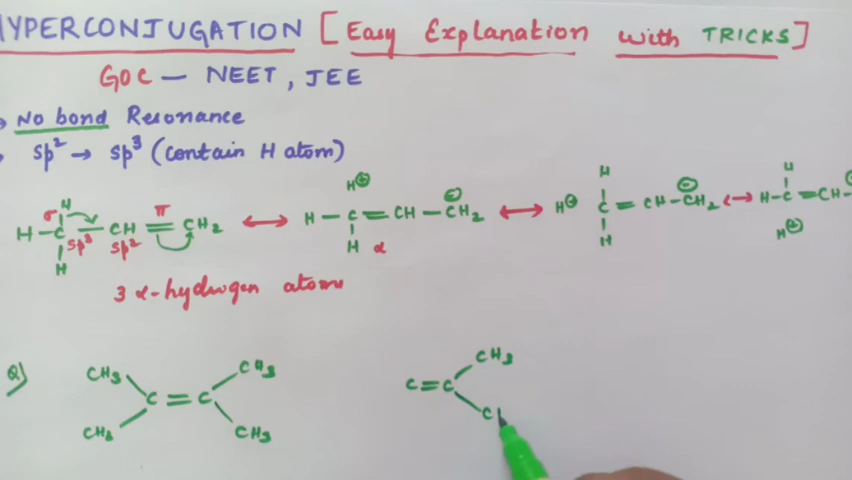 HYPERCONJUGATION [Easy Explanation with TRICKS]
GOC — NEET, JEE
→ No bond Resonance
sp² → sp³ (contain H atom)
H σ H—C—CH=CH₂ π sp³ sp² H ↔ H⊕ H—C=CH—CH₂ ⊖ H α ↔ H⊕ H C=CH—CH₂ ⊖ H ↔ H H—C=CH— H⊕
3 α-hydrogen atoms
Q) CH₃ CH₃ C=C CH₃ CH₃
C=C CH₃ C